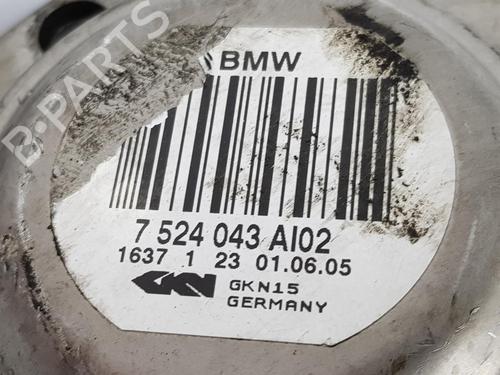 BMW
7 524 043 AI02
1637 1 23 01.06.05
GKN GKN15
GERMANY
B-PARTS